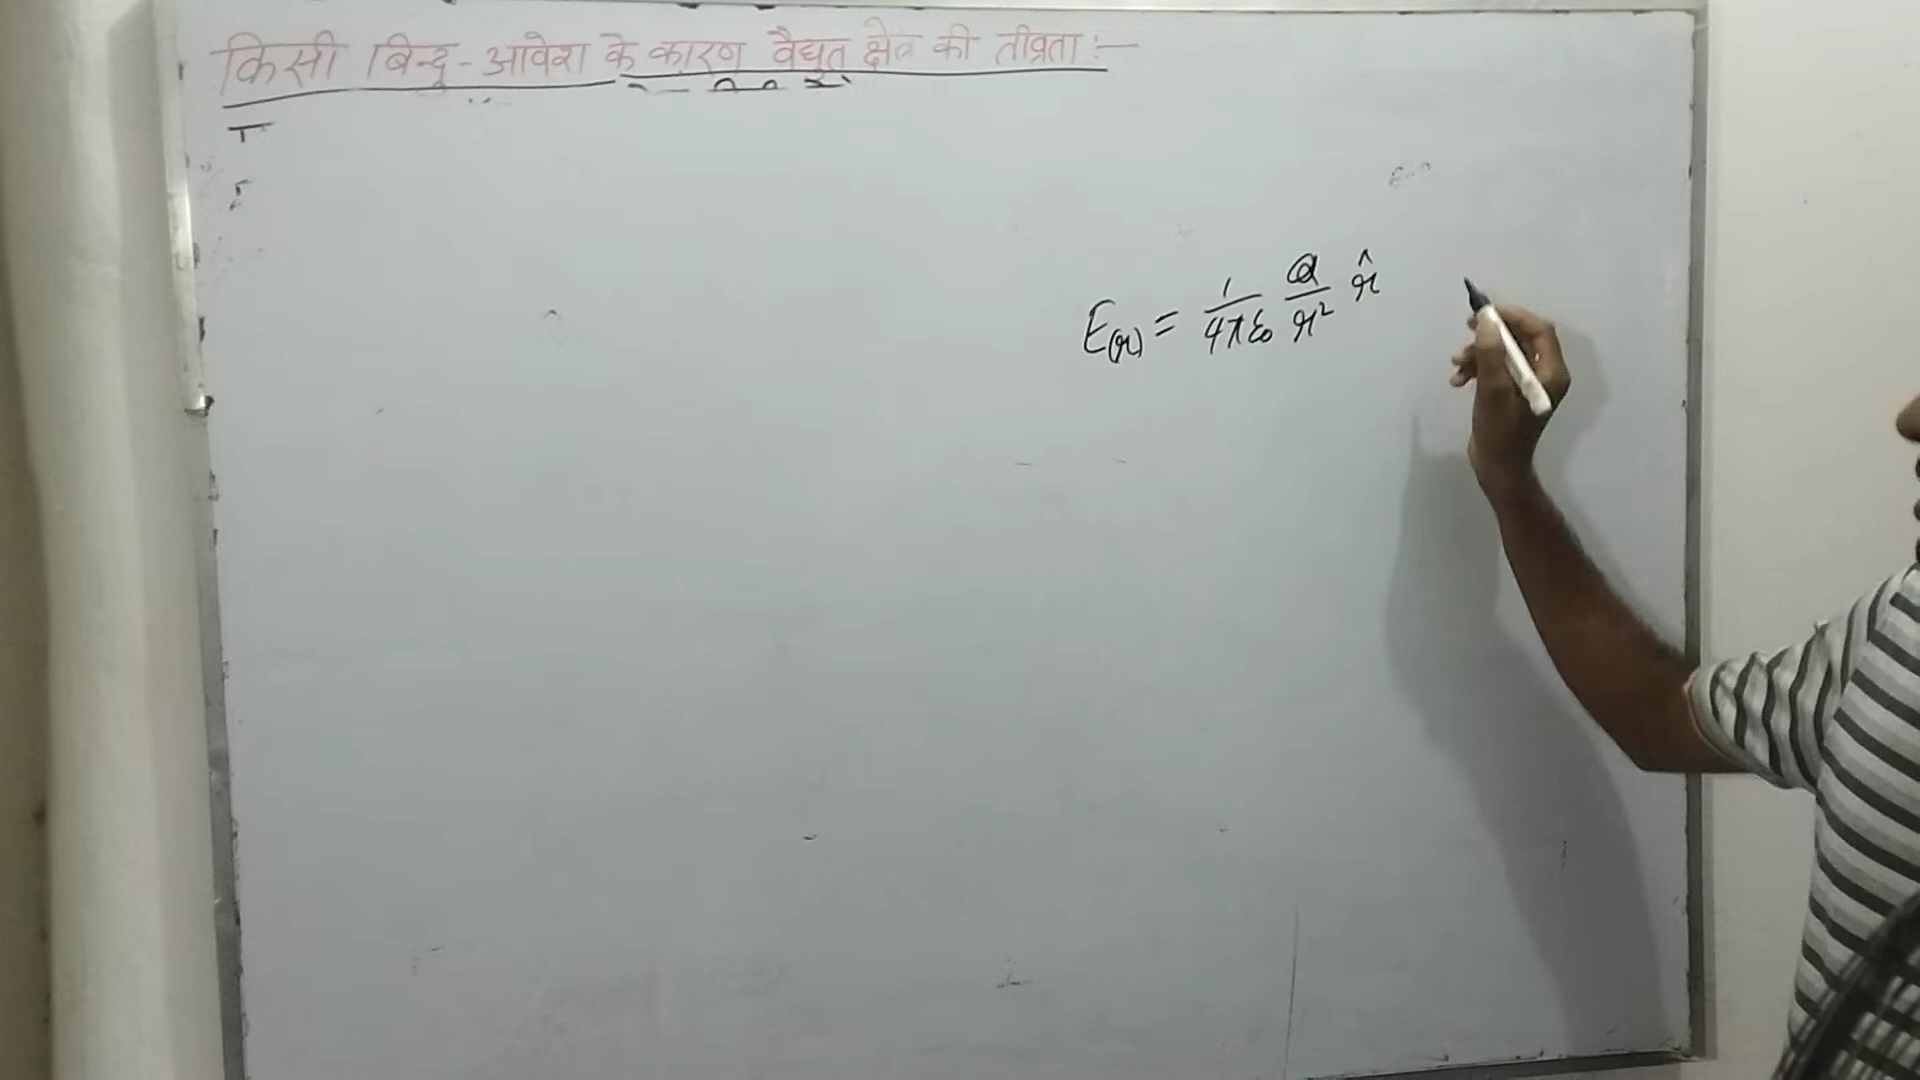 किसी बिन्दु-आवेश के कारण वैद्युत क्षेत्र की तीव्रता:—
E(r) = 1/4πε₀ Q/r² r̂